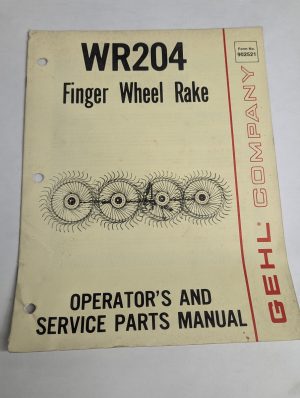 WR204
Finger Wheel Rake
Form No.
902521
GEHL® COMPANY
OPERATOR'S AND
SERVICE PARTS MANUAL